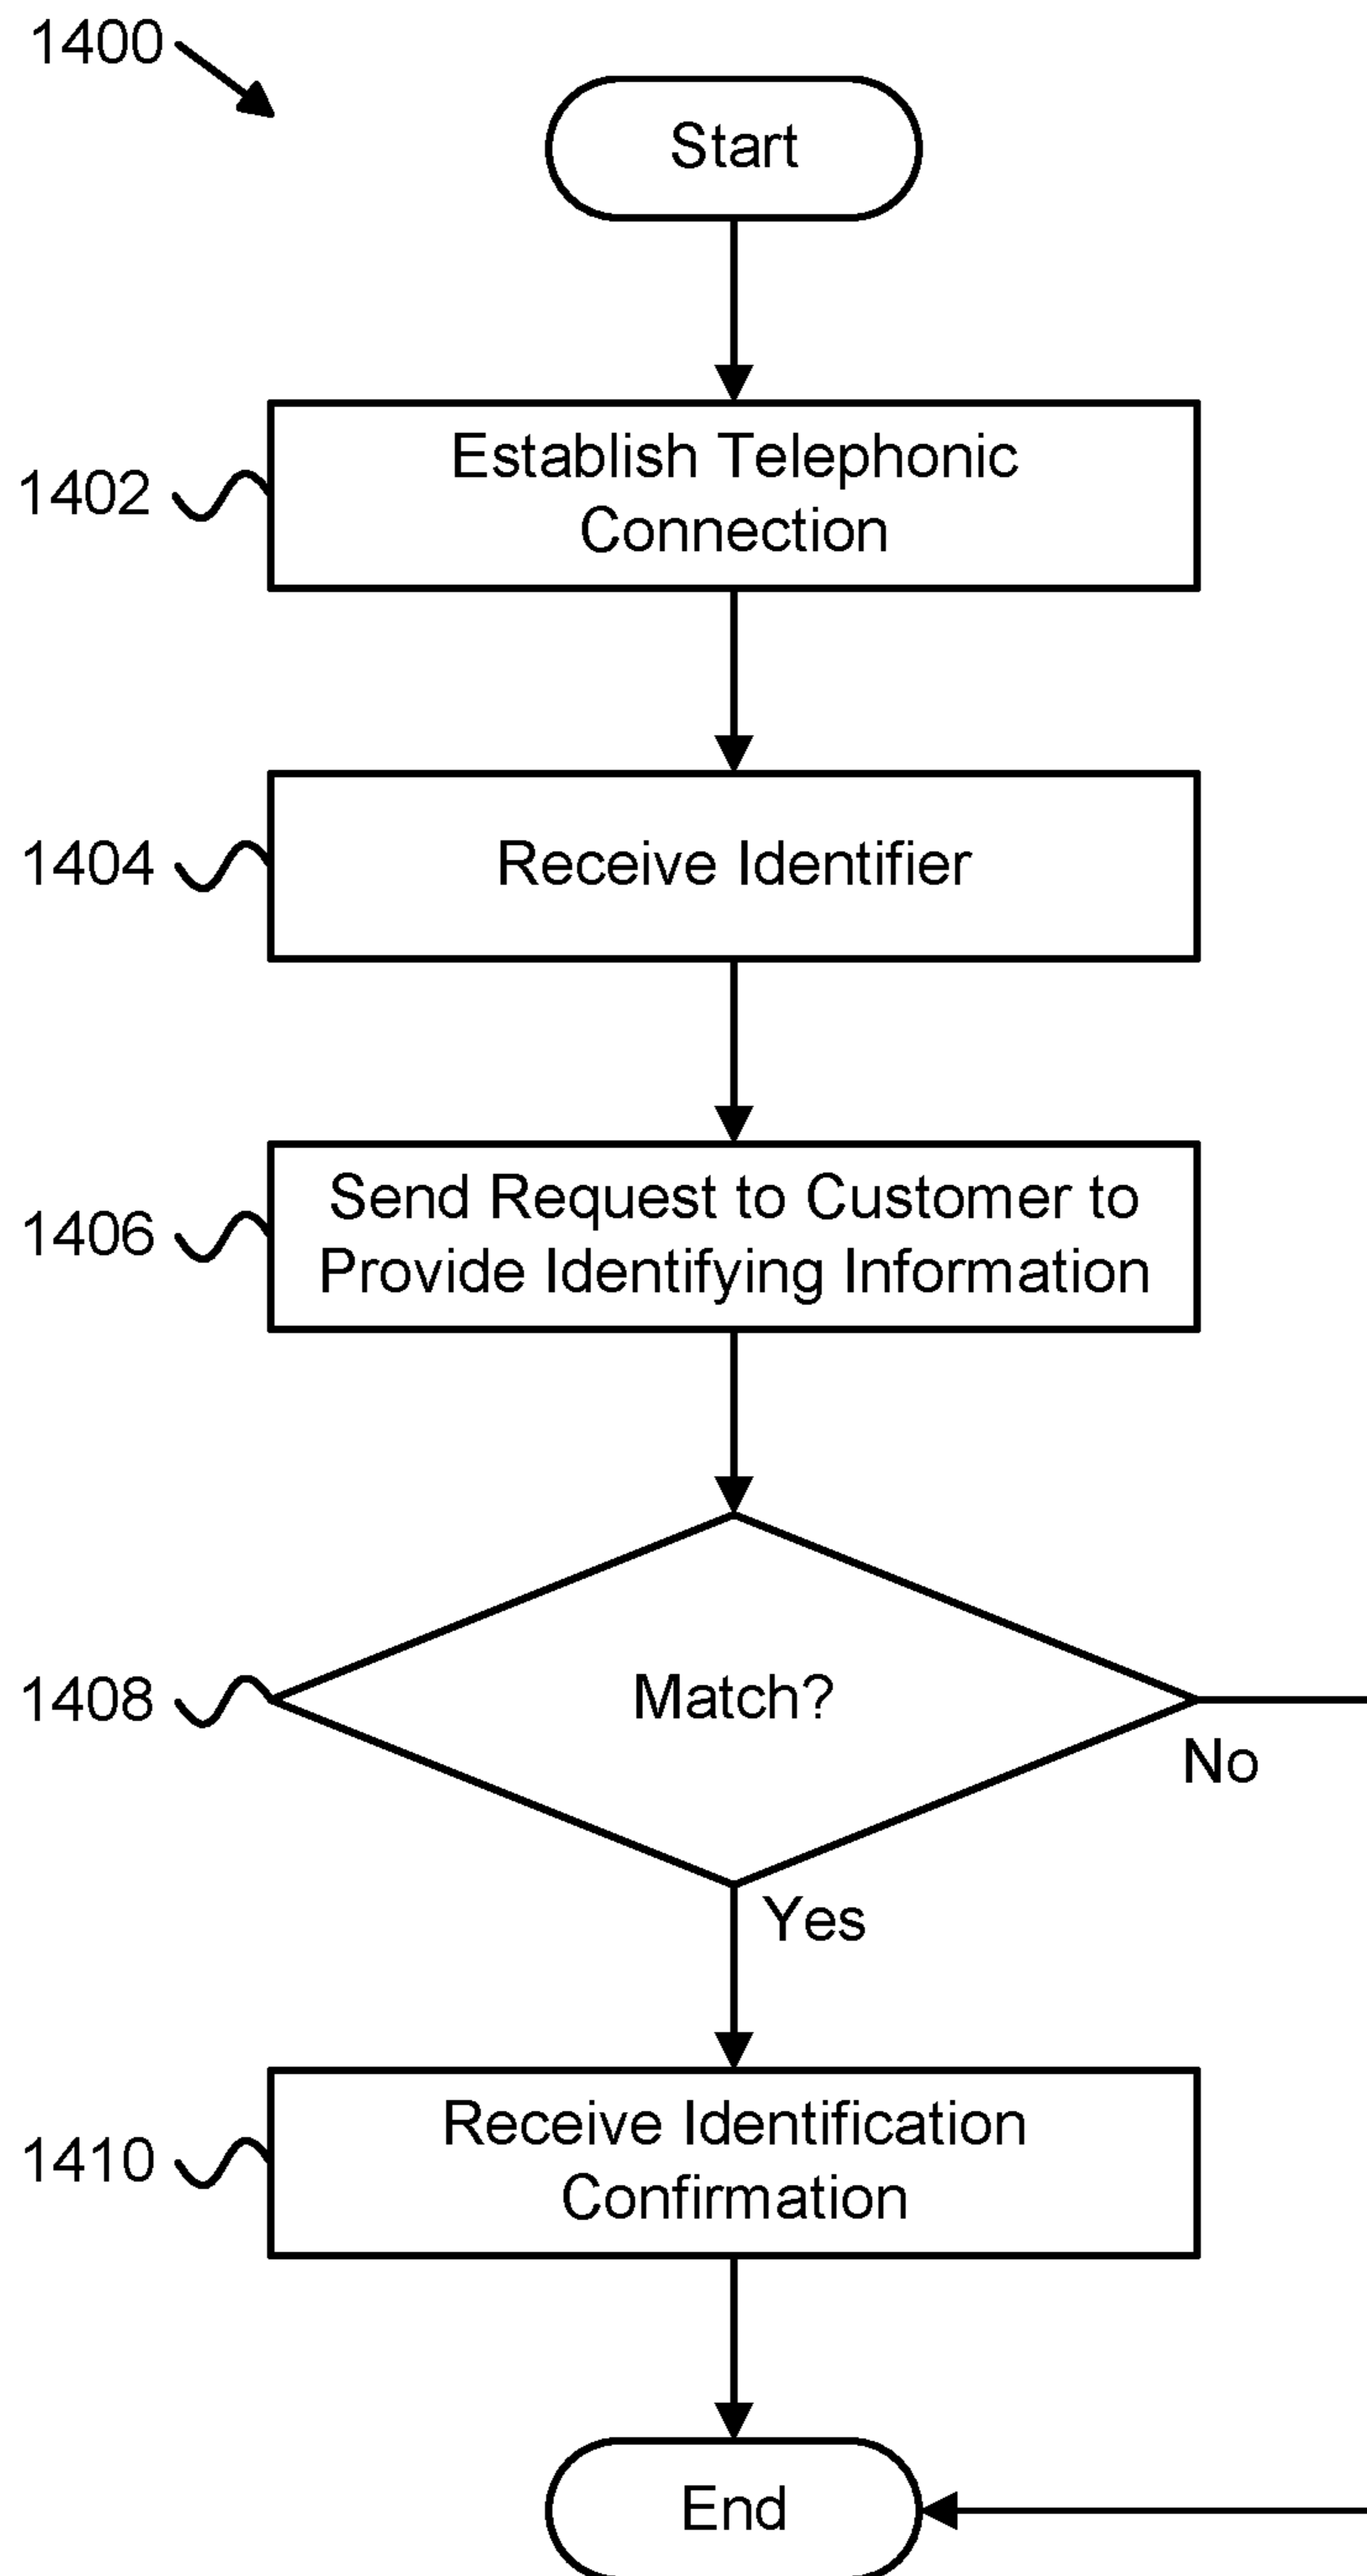 1400
Start
1402
Establish Telephonic
Connection
1404
Receive Identifier
1406
Send Request to Customer to
Provide Identifying Information
1408
Match?
No
Yes
1410
Receive Identification
Confirmation
End